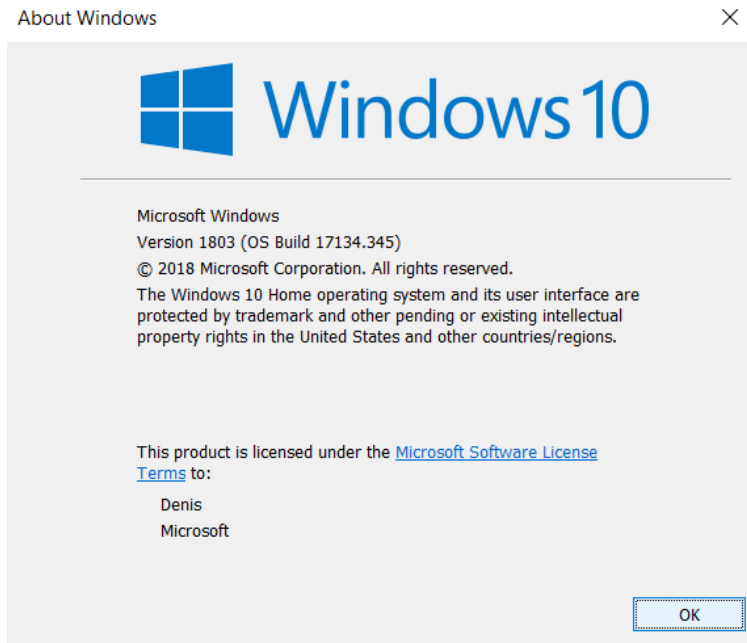 About Windows
Windows 10
Microsoft Windows
Version 1803 (OS Build 17134.345)
© 2018 Microsoft Corporation. All rights reserved.
The Windows 10 Home operating system and its user interface are
protected by trademark and other pending or existing intellectual
property rights in the United States and other countries/regions.
This product is licensed under the Microsoft Software License
Terms to:
Denis
Microsoft
OK